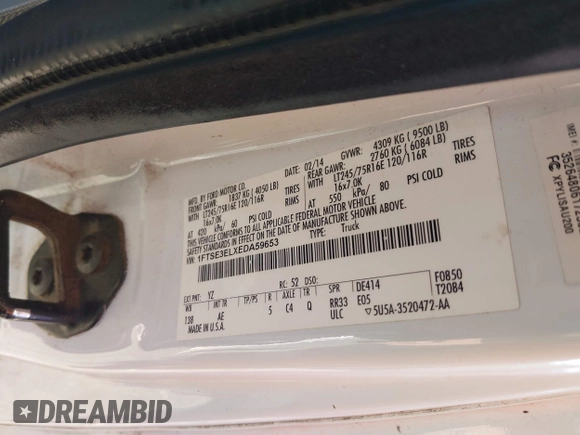 MFD. BY FORD MOTOR CO.
DATE: 02/14 GVWR: 4309 KG ( 9500 LB)
FRONT GAWR: 1837 KG ( 4050 LB) REAR GAWR: 2760 KG ( 6084 LB)
LT245/75R16E 120/116R TIRES LT245/75R16E 120/116R TIRES
16x7.0K RIMS 16x7.0K RIMS
AT 420 kPa/ 60 PSI COLD AT 550 kPa/ 80 PSI COLD
THIS VEHICLE CONFORMS TO ALL APPLICABLE FEDERAL MOTOR VEHICLE
SAFETY STANDARDS IN EFFECT ON THE DATE OF MANUFACTURE SHOWN ABOVE.
VIN: 1FTSE3ELXEDA59653
TYPE: Truck
F0850
T2084
EXT PNT: YZ RC: 52 DSO:
WB INT TR TP/PS R AXLE TR SPR DE414
138 AE 5 C4 Q RR33 E05
ULC
▽5U5A-3520472-AA
FC APYLISAU200
DREAMBID